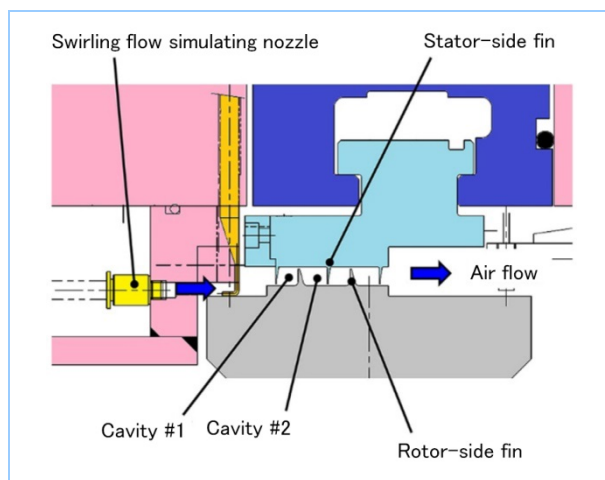 Swirling flow simulating nozzle
Stator-side fin
Air flow
Cavity #1
Cavity #2
Rotor-side fin